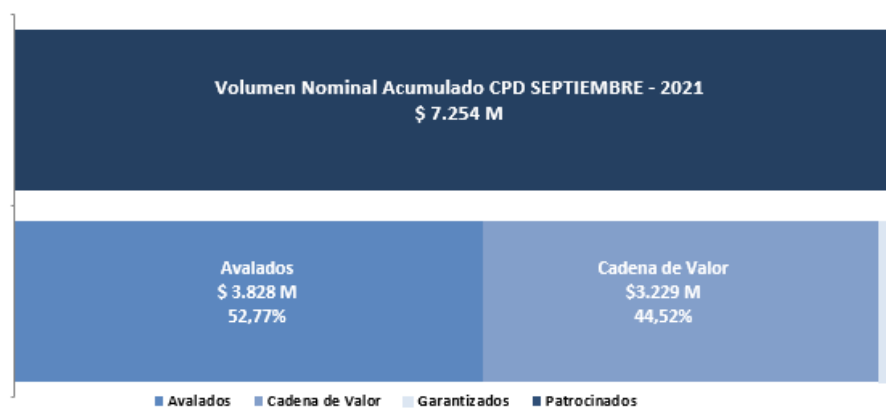 Volumen Nominal Acumulado CPD SEPTIEMBRE - 2021
$ 7.254 M
Avalados
$ 3.828 M
52,77%
Cadena de Valor
$3.229 M
44,52%
Avalados Cadena de Valor Garantizados Patrocinados